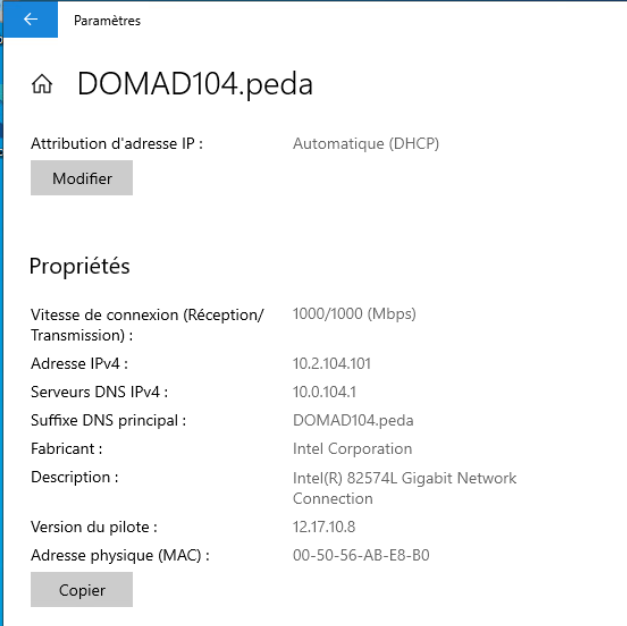 Paramètres
DOMAD104.peda
Attribution d'adresse IP : Automatique (DHCP)
Modifier
Propriétés
Vitesse de connexion (Réception/ 1000/1000 (Mbps)
Transmission) :
Adresse IPv4 : 10.2.104.101
Serveurs DNS IPv4 : 10.0.104.1
Suffixe DNS principal : DOMAD104.peda
Fabricant : Intel Corporation
Description : Intel(R) 82574L Gigabit Network
Connection
Version du pilote : 12.17.10.8
Adresse physique (MAC) : 00-50-56-AB-E8-B0
Copier